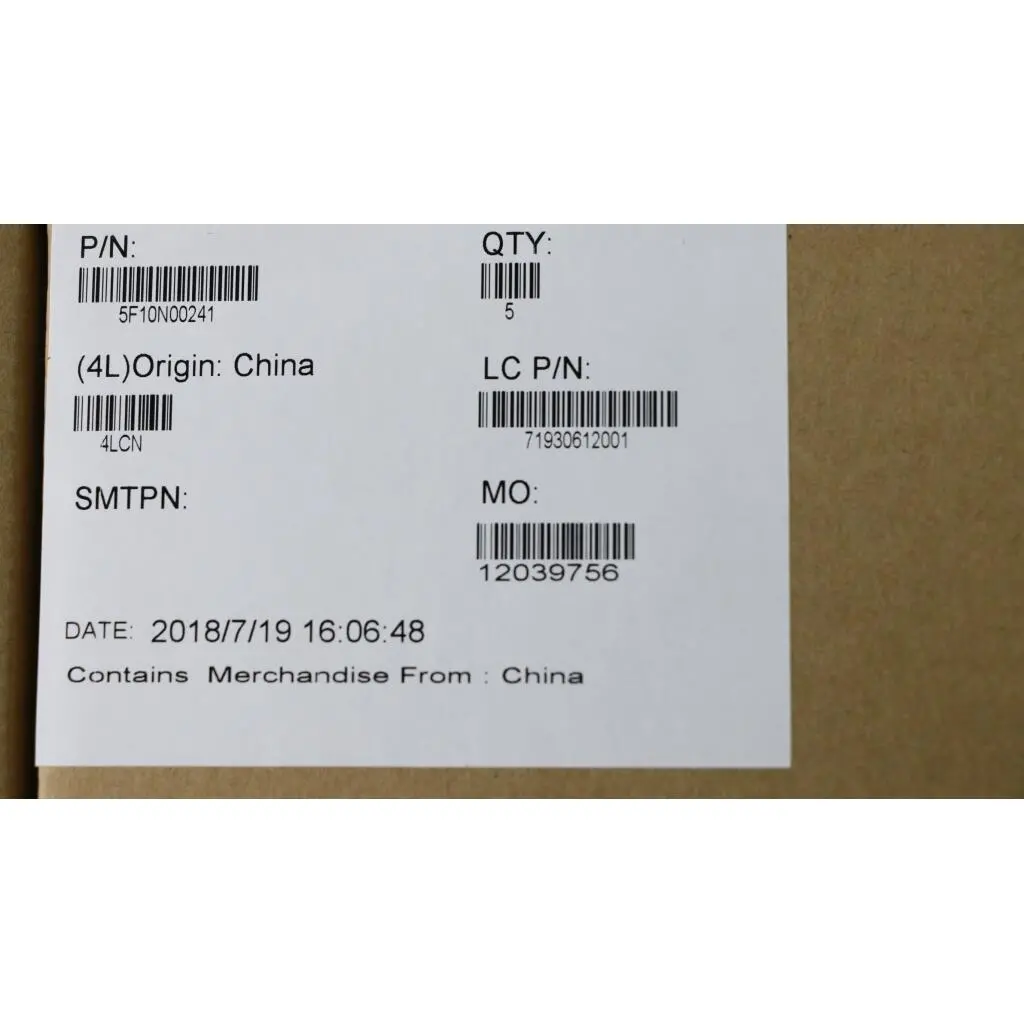 P/N:
5F10N00241
QTY:
5
(4L)Origin: China
4LCN
LC P/N:
71930612001
SMTPN:
MO:
12039756
DATE: 2018/7/19 16:06:48
Contains Merchandise From : China